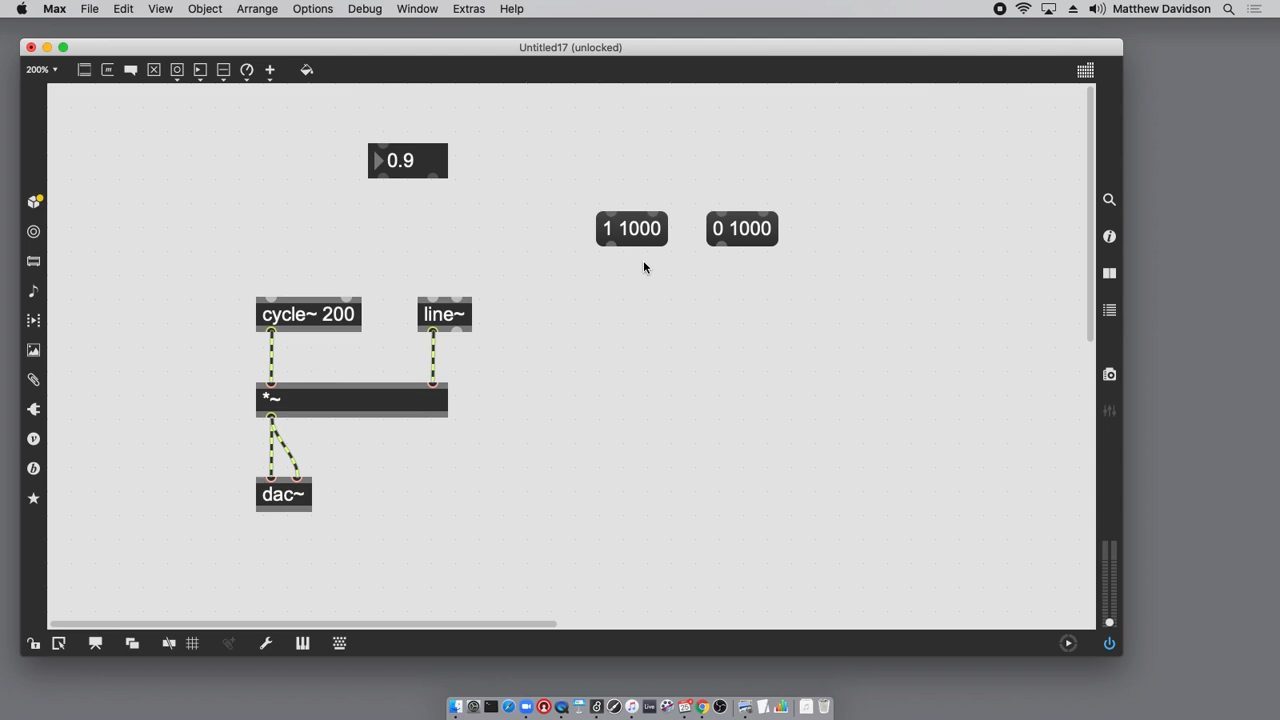 Max File Edit View Object Arrange Options Debug Window Extras Help Matthew Davidson
Untitled17 (unlocked)
200%
0.9
1 1000 0 1000
cycle~ 200 line~
*~
dac~